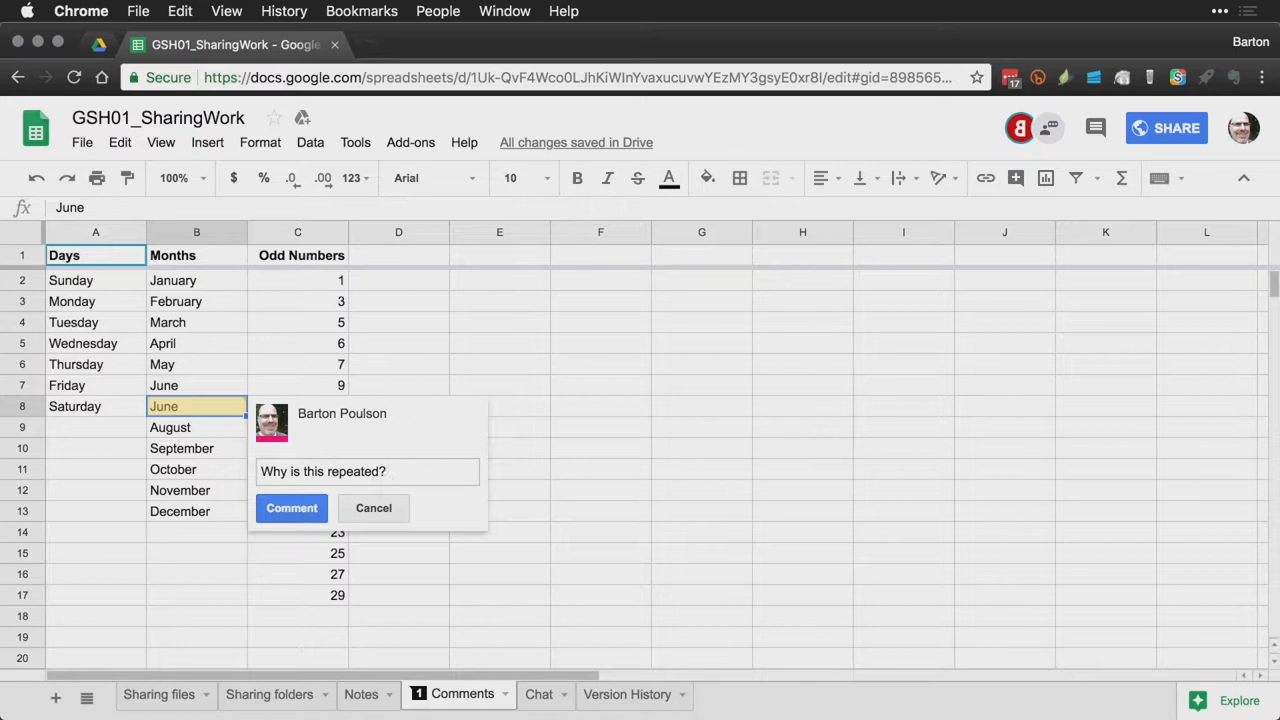 Chrome File Edit View History Bookmarks People Window Help
GSH01_SharingWork - Google
Barton
Secure https://docs.google.com/spreadsheets/d/1Uk-QvF4Wco0LJhKiWInYvaxucuvwYEzMY3gsyE0xr8I/edit#gid=898565...
17
GSH01_SharingWork
SHARE
File Edit View Insert Format Data Tools Add-ons Help All changes saved in Drive
100% $ % .0 .00 123 Arial 10 B I S A
fx June
A B C D E F G H I J K L
1 Days Months Odd Numbers
2 Sunday January 1
3 Monday February 3
4 Tuesday March 5
5 Wednesday April 6
6 Thursday May 7
7 Friday June 9
8 Saturday June
Barton Poulson
9 August
10 September
Why is this repeated?
11 October
12 November
Comment Cancel
13 December
14 23
15 25
16 27
17 29
18
19
20
Sharing files Sharing folders Notes 1 Comments Chat Version History Explore